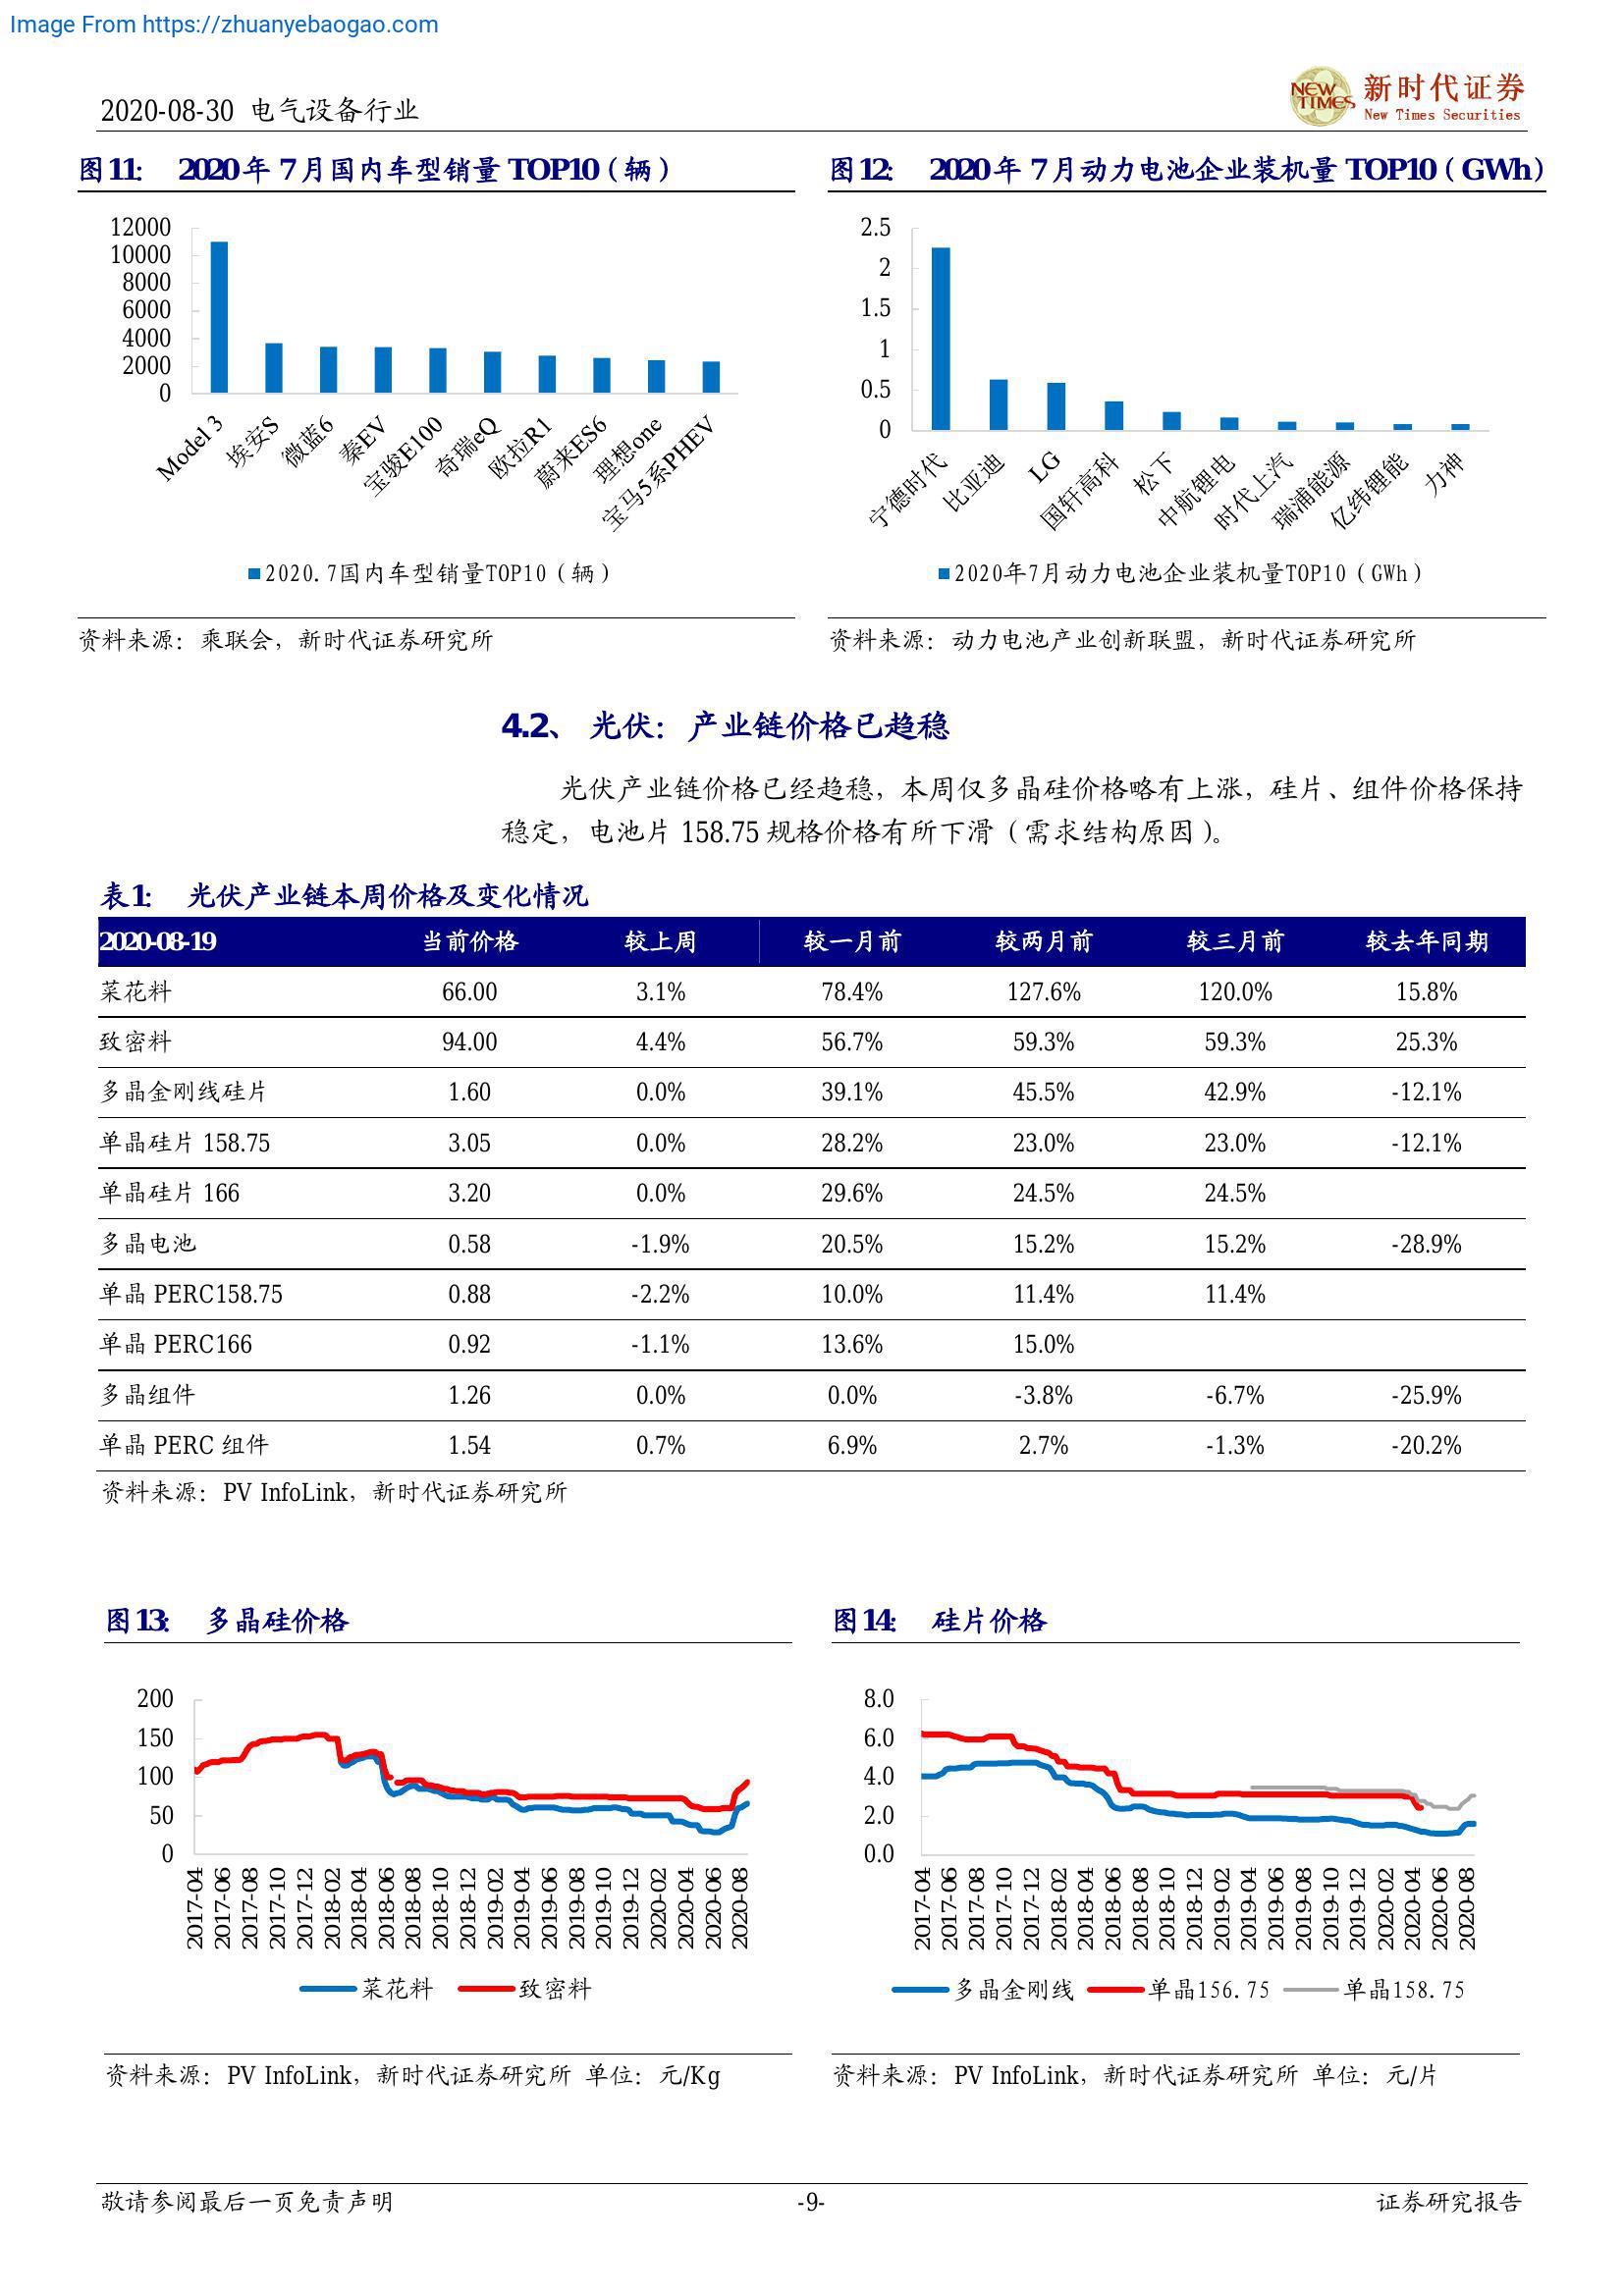 Image From https://zhuanyebaogao.com
2020-08-30 电气设备行业
NEW TIMES 新时代证券
New Times Securities
图11: 2020年7月国内车型销量TOP10（辆）
12000
10000
8000
6000
4000
2000
0
Model 3 埃安S 微蓝6 秦EV 宝骏E100 奇瑞eQ 欧拉R1 蔚来ES6 理想one 宝马5系PHEV
2020.7国内车型销量TOP10（辆）
资料来源：乘联会，新时代证券研究所
图12: 2020年7月动力电池企业装机量TOP10（GWh）
2.5
2
1.5
1
0.5
0
宁德时代 比亚迪 LG 国轩高科 松下 中航锂电 时代上汽 瑞浦能源 亿纬锂能 力神
2020年7月动力电池企业装机量TOP10（GWh）
资料来源：动力电池产业创新联盟，新时代证券研究所
4.2、 光伏：产业链价格已趋稳
光伏产业链价格已经趋稳，本周仅多晶硅价格略有上涨，硅片、组件价格保持
稳定，电池片 158.75 规格价格有所下滑（需求结构原因）。
表1: 光伏产业链本周价格及变化情况
2020-08-19 当前价格 较上周 较一月前 较两月前 较三月前 较去年同期
菜花料 66.00 3.1% 78.4% 127.6% 120.0% 15.8%
致密料 94.00 4.4% 56.7% 59.3% 59.3% 25.3%
多晶金刚线硅片 1.60 0.0% 39.1% 45.5% 42.9% -12.1%
单晶硅片 158.75 3.05 0.0% 28.2% 23.0% 23.0% -12.1%
单晶硅片 166 3.20 0.0% 29.6% 24.5% 24.5%
多晶电池 0.58 -1.9% 20.5% 15.2% 15.2% -28.9%
单晶 PERC158.75 0.88 -2.2% 10.0% 11.4% 11.4%
单晶 PERC166 0.92 -1.1% 13.6% 15.0%
多晶组件 1.26 0.0% 0.0% -3.8% -6.7% -25.9%
单晶 PERC 组件 1.54 0.7% 6.9% 2.7% -1.3% -20.2%
资料来源：PV InfoLink，新时代证券研究所
图13: 多晶硅价格
200
150
100
50
0
2017-04 2017-06 2017-08 2017-10 2017-12 2018-02 2018-04 2018-06 2018-08 2018-10 2018-12 2019-02 2019-04 2019-06 2019-08 2019-10 2019-12 2020-02 2020-04 2020-06 2020-08
菜花料 致密料
资料来源：PV InfoLink，新时代证券研究所 单位：元/Kg
图14: 硅片价格
8.0
6.0
4.0
2.0
0.0
2017-04 2017-06 2017-08 2017-10 2017-12 2018-02 2018-04 2018-06 2018-08 2018-10 2018-12 2019-02 2019-04 2019-06 2019-08 2019-10 2019-12 2020-02 2020-04 2020-06 2020-08
多晶金刚线 单晶156.75 单晶158.75
资料来源：PV InfoLink，新时代证券研究所 单位：元/片
敬请参阅最后一页免责声明 -9- 证券研究报告